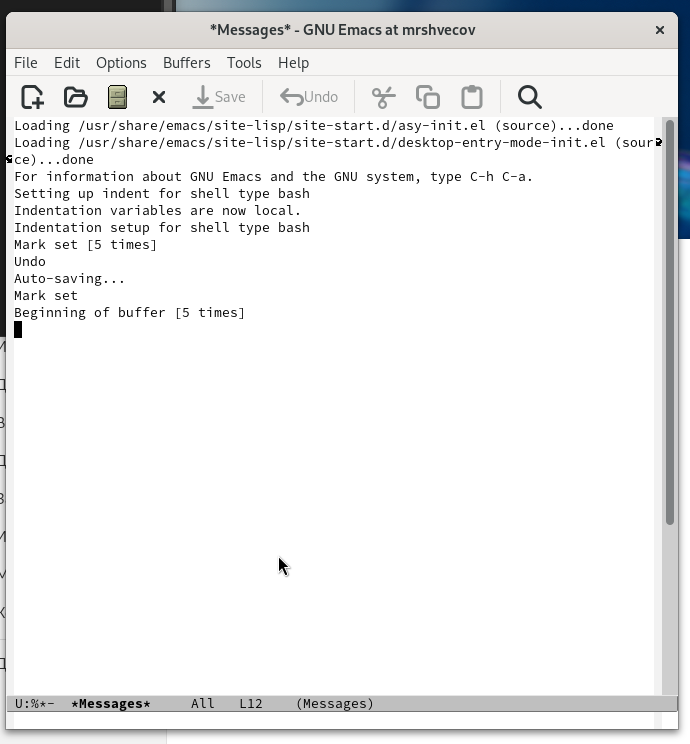 *Messages* - GNU Emacs at mrshvecov
File Edit Options Buffers Tools Help
Save Undo
Loading /usr/share/emacs/site-lisp/site-start.d/asy-init.el (source)...done
Loading /usr/share/emacs/site-lisp/site-start.d/desktop-entry-mode-init.el (sour
ce)...done
For information about GNU Emacs and the GNU system, type C-h C-a.
Setting up indent for shell type bash
Indentation variables are now local.
Indentation setup for shell type bash
Mark set [5 times]
Undo
Auto-saving...
Mark set
Beginning of buffer [5 times]
U:%*- *Messages* All L12 (Messages)